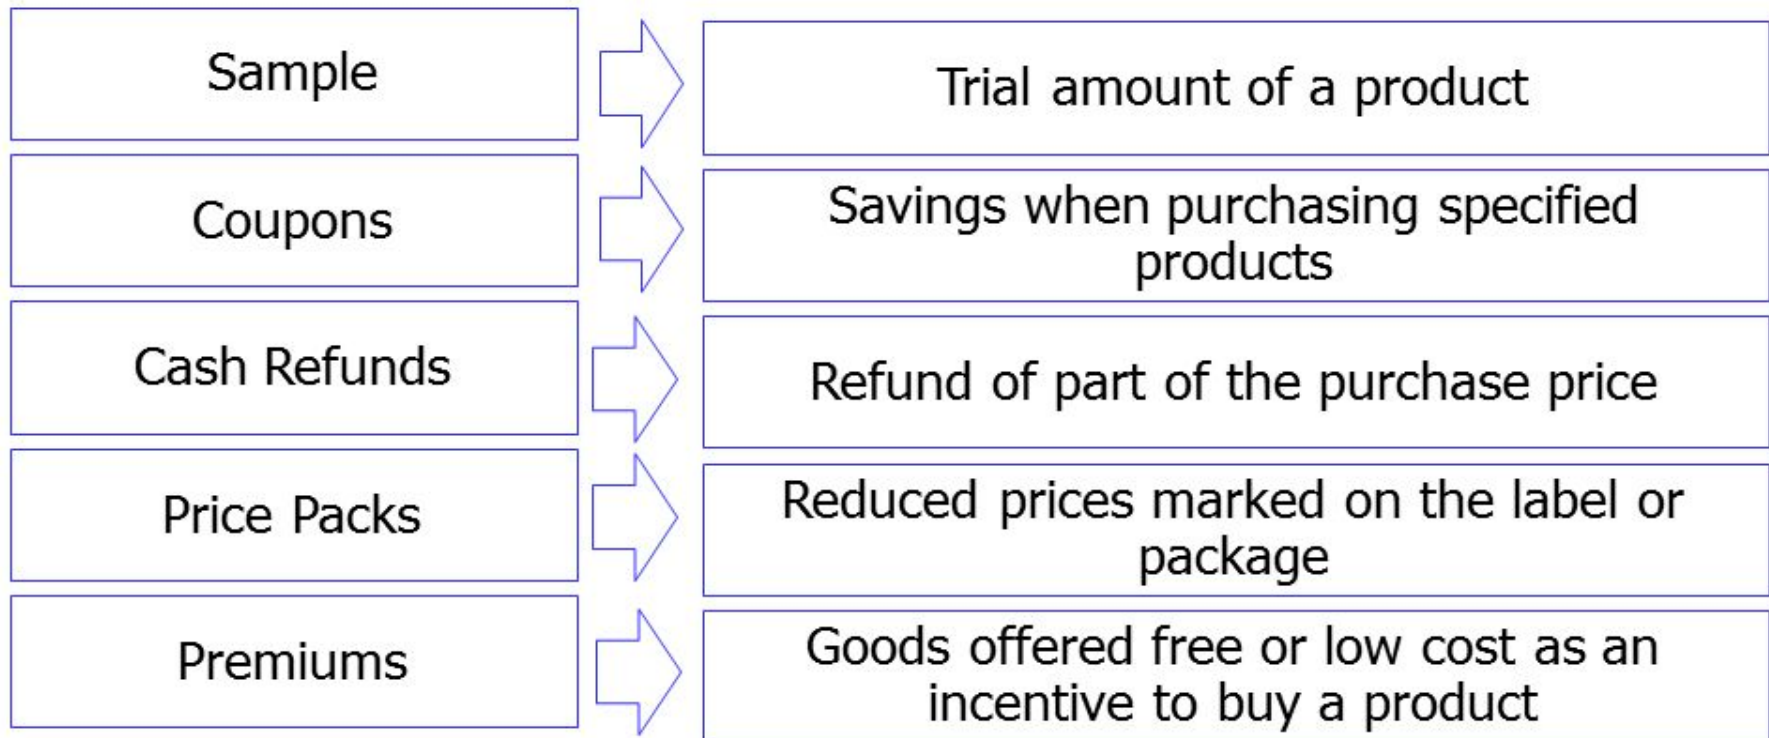 Sample
Trial amount of a product
Coupons
Savings when purchasing specified
products
Cash Refunds
Refund of part of the purchase price
Price Packs
Reduced prices marked on the label or
package
Premiums
Goods offered free or low cost as an
incentive to buy a product